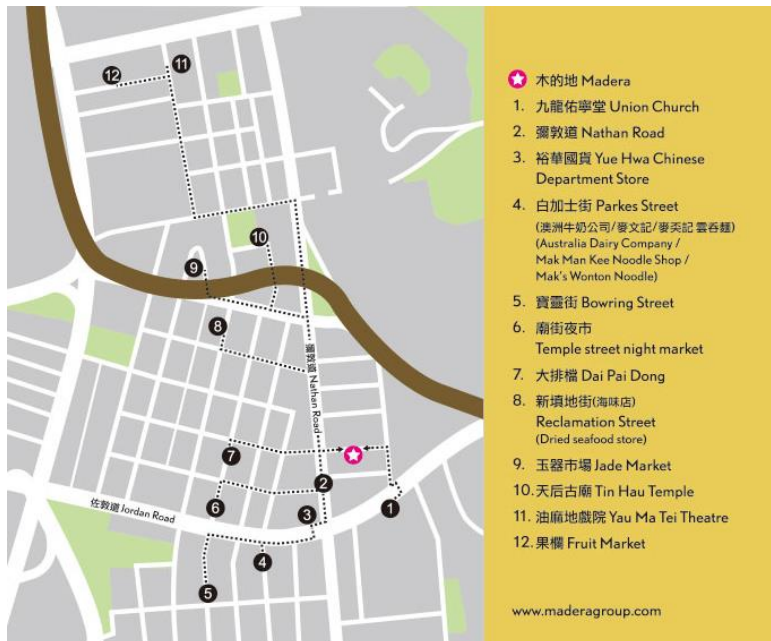 12
11
10
9
8
彌敦道 Nathan Road
7
2
6
3
1
佐敦道 Jordan Road
4
5
木的地 Madera
1. 九龍佑寧堂 Union Church
2. 彌敦道 Nathan Road
3. 裕華國貨 Yue Hwa Chinese
Department Store
4. 白加士街 Parkes Street
(澳洲牛奶公司/麥文記/麥奀記 雲吞麵)
(Australia Dairy Company /
Mak Man Kee Noodle Shop /
Mak's Wonton Noodle)
5. 寶靈街 Bowring Street
6. 廟街夜市
Temple street night market
7. 大排檔 Dai Pai Dong
8. 新填地街(海味店)
Reclamation Street
(Dried seafood store)
9. 玉器市場 Jade Market
10. 天后古廟 Tin Hau Temple
11. 油麻地戲院 Yau Ma Tei Theatre
12. 果欄 Fruit Market
www.maderagroup.com